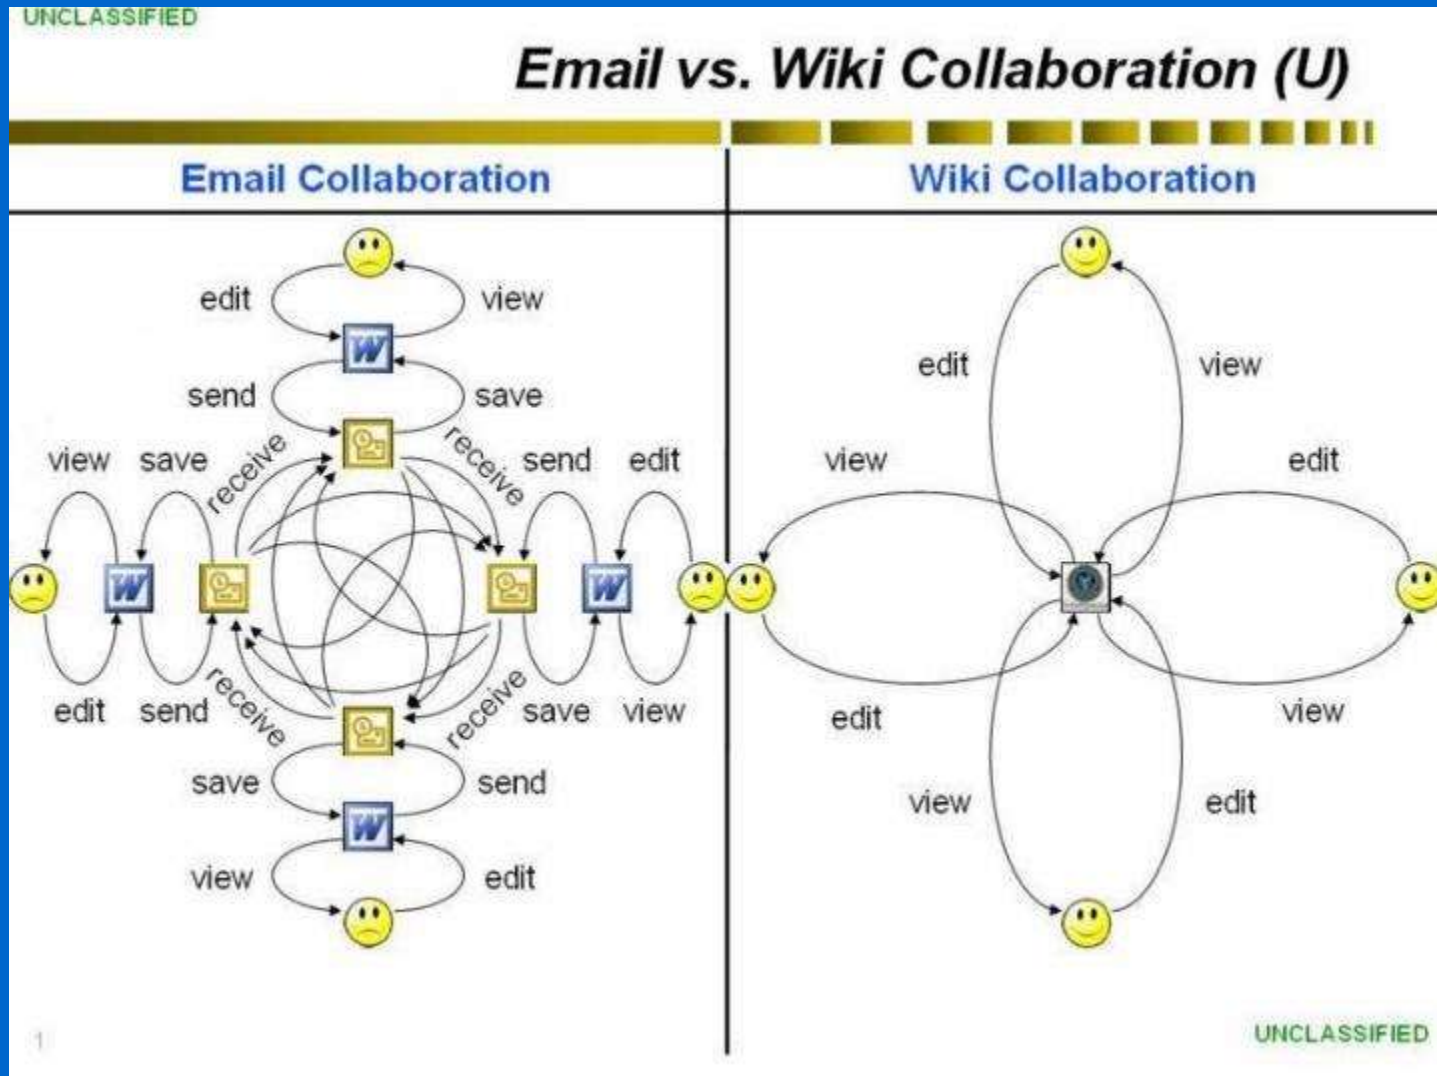 UNCLASSIFIED
Email vs. Wiki Collaboration (U)
Email Collaboration
Wiki Collaboration
edit
view
send
save
view
save
receive
receive
send
edit
edit
send
receive
receive
save
view
save
send
view
edit
edit
view
view
edit
edit
view
view
edit
1
UNCLASSIFIED